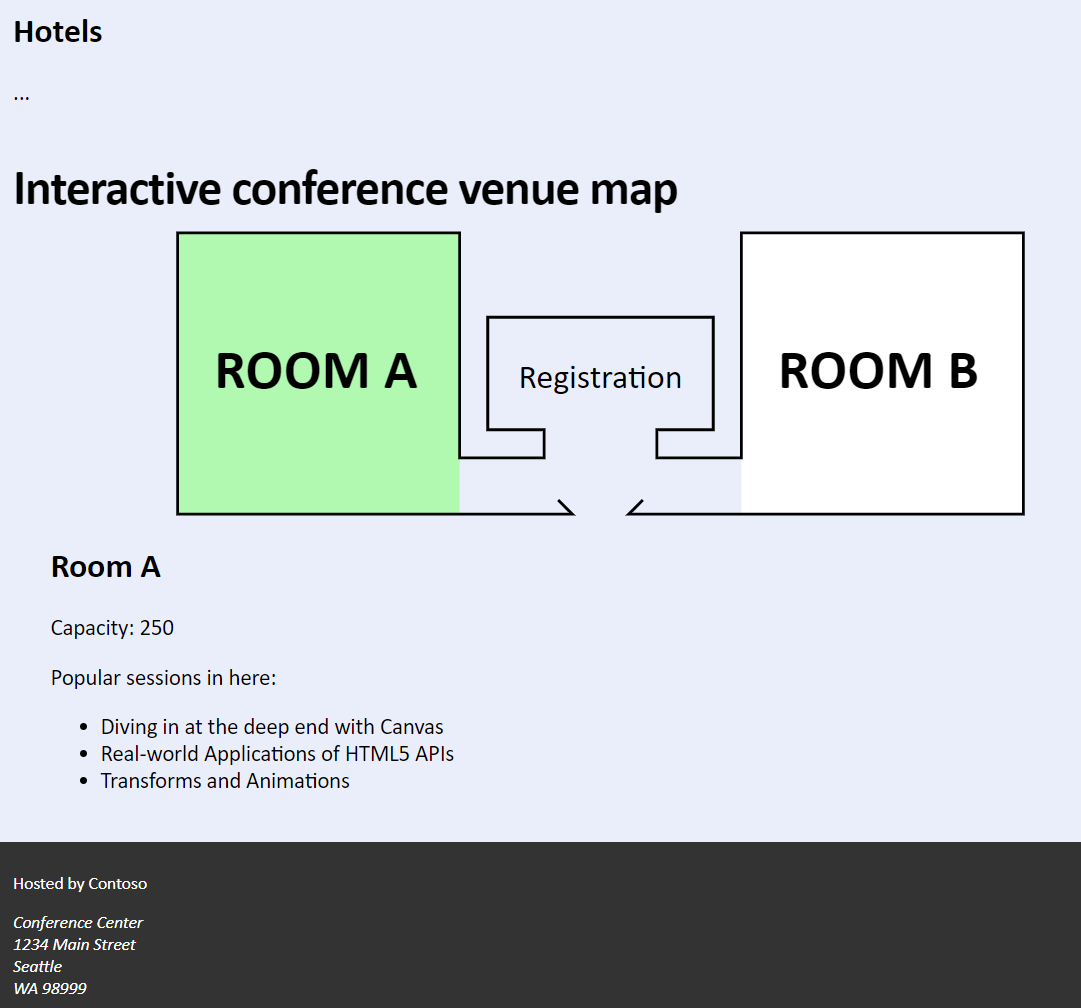 Hotels
...
Interactive conference venue map
ROOM A
Registration
ROOM B
Room A
Capacity: 250
Popular sessions in here:
• Diving in at the deep end with Canvas
• Real-world Applications of HTML5 APIs
• Transforms and Animations
Hosted by Contoso
Conference Center
1234 Main Street
Seattle
WA 98999